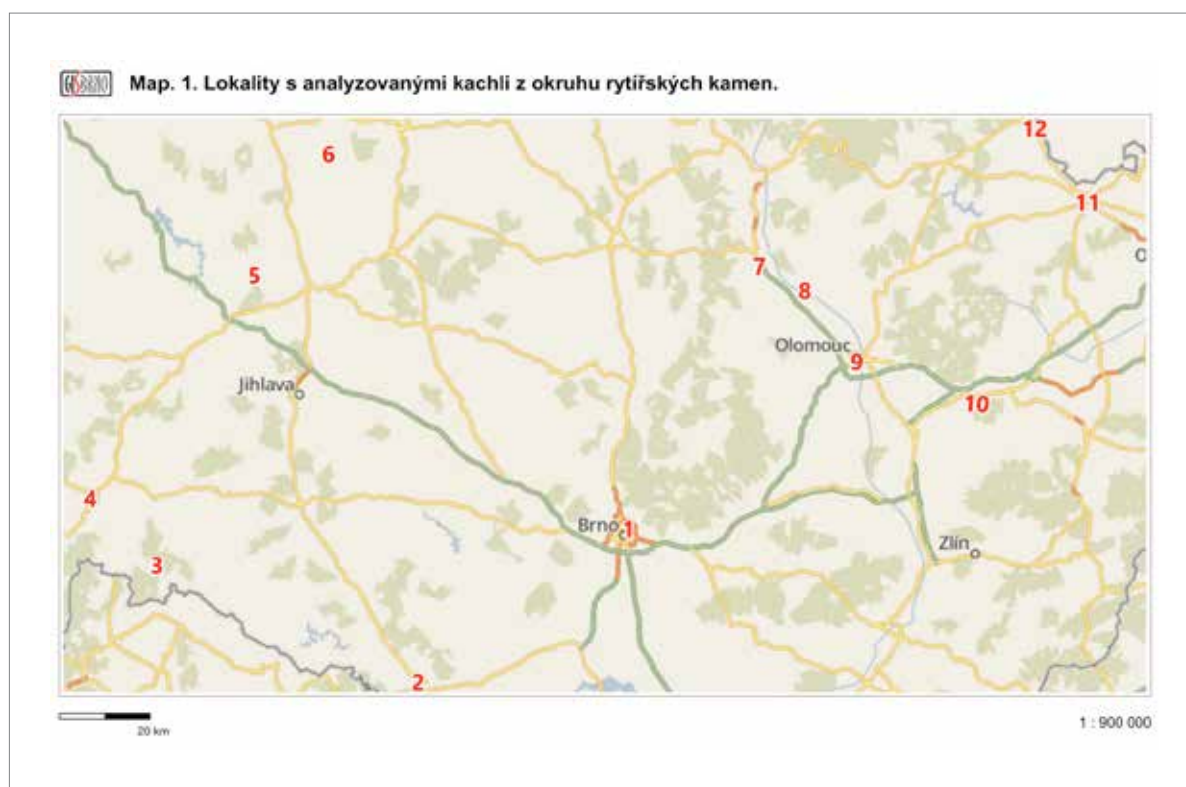 GISBRNO
Map. 1. Lokality s analyzovanými kachli z okruhu rytířských kamen.
12
6
11
O
5
7
8
Olomouc
9
Jihlava
10
4
Brno
1
Zlín
3
2
20 km
1 : 900 000